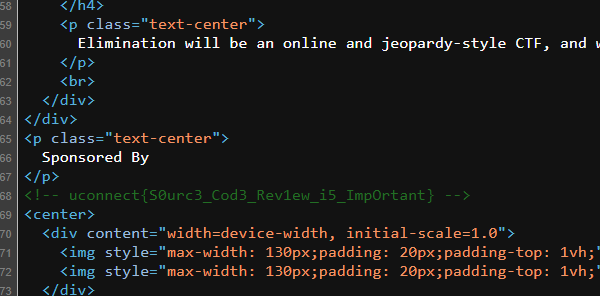 58 </h4>
59 <p class="text-center">
60 Elimination will be an online and jeopardy-style CTF, and
61 </p>
62 <br>
63 </div>
64 </div>
65 <p class="text-center">
66 Sponsored By
67 </p>
68 <!-- uconnect{S0urc3_Cod3_Rev1ew_i5_ImpOrtant} -->
69 <center>
70 <div content="width=device-width, initial-scale=1.0">
71 <img style="max-width: 130px;padding: 20px;padding-top: 1vh;"
72 <img style="max-width: 130px;padding: 20px;padding-top: 1vh;"
73 </div>